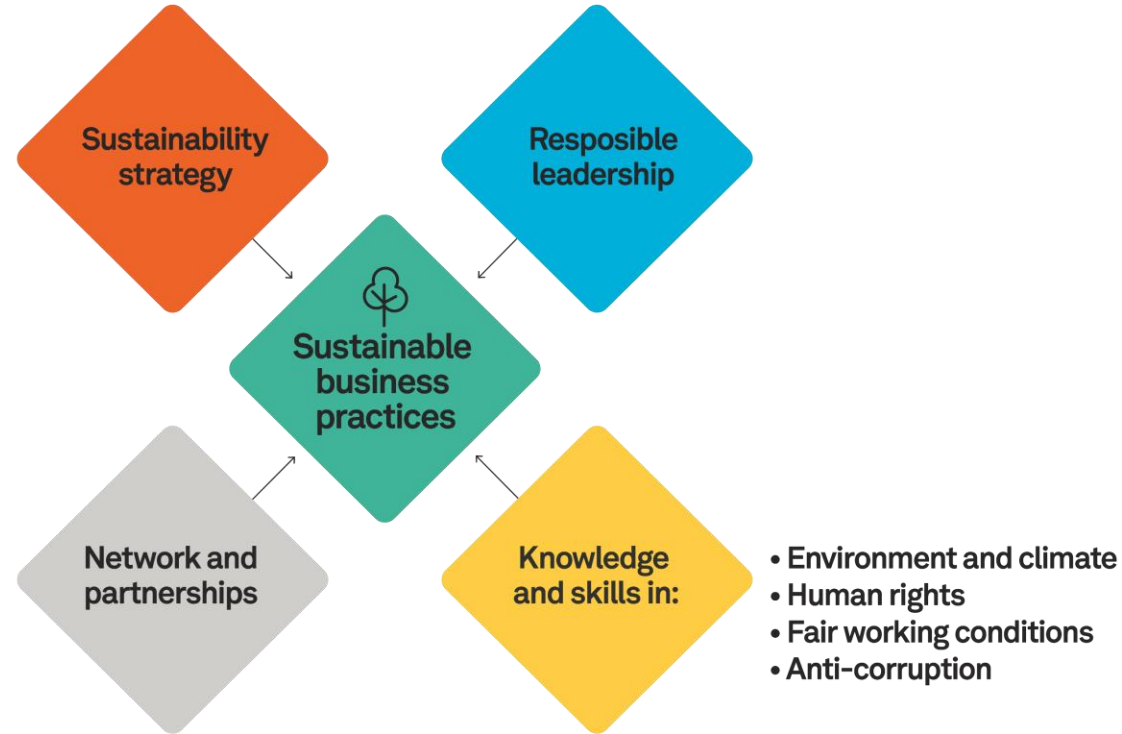 Sustainability
strategy
Resposible
leadership
Sustainable
business
practices
Network and
partnerships
Knowledge
and skills in:
• Environment and climate
• Human rights
• Fair working conditions
• Anti-corruption